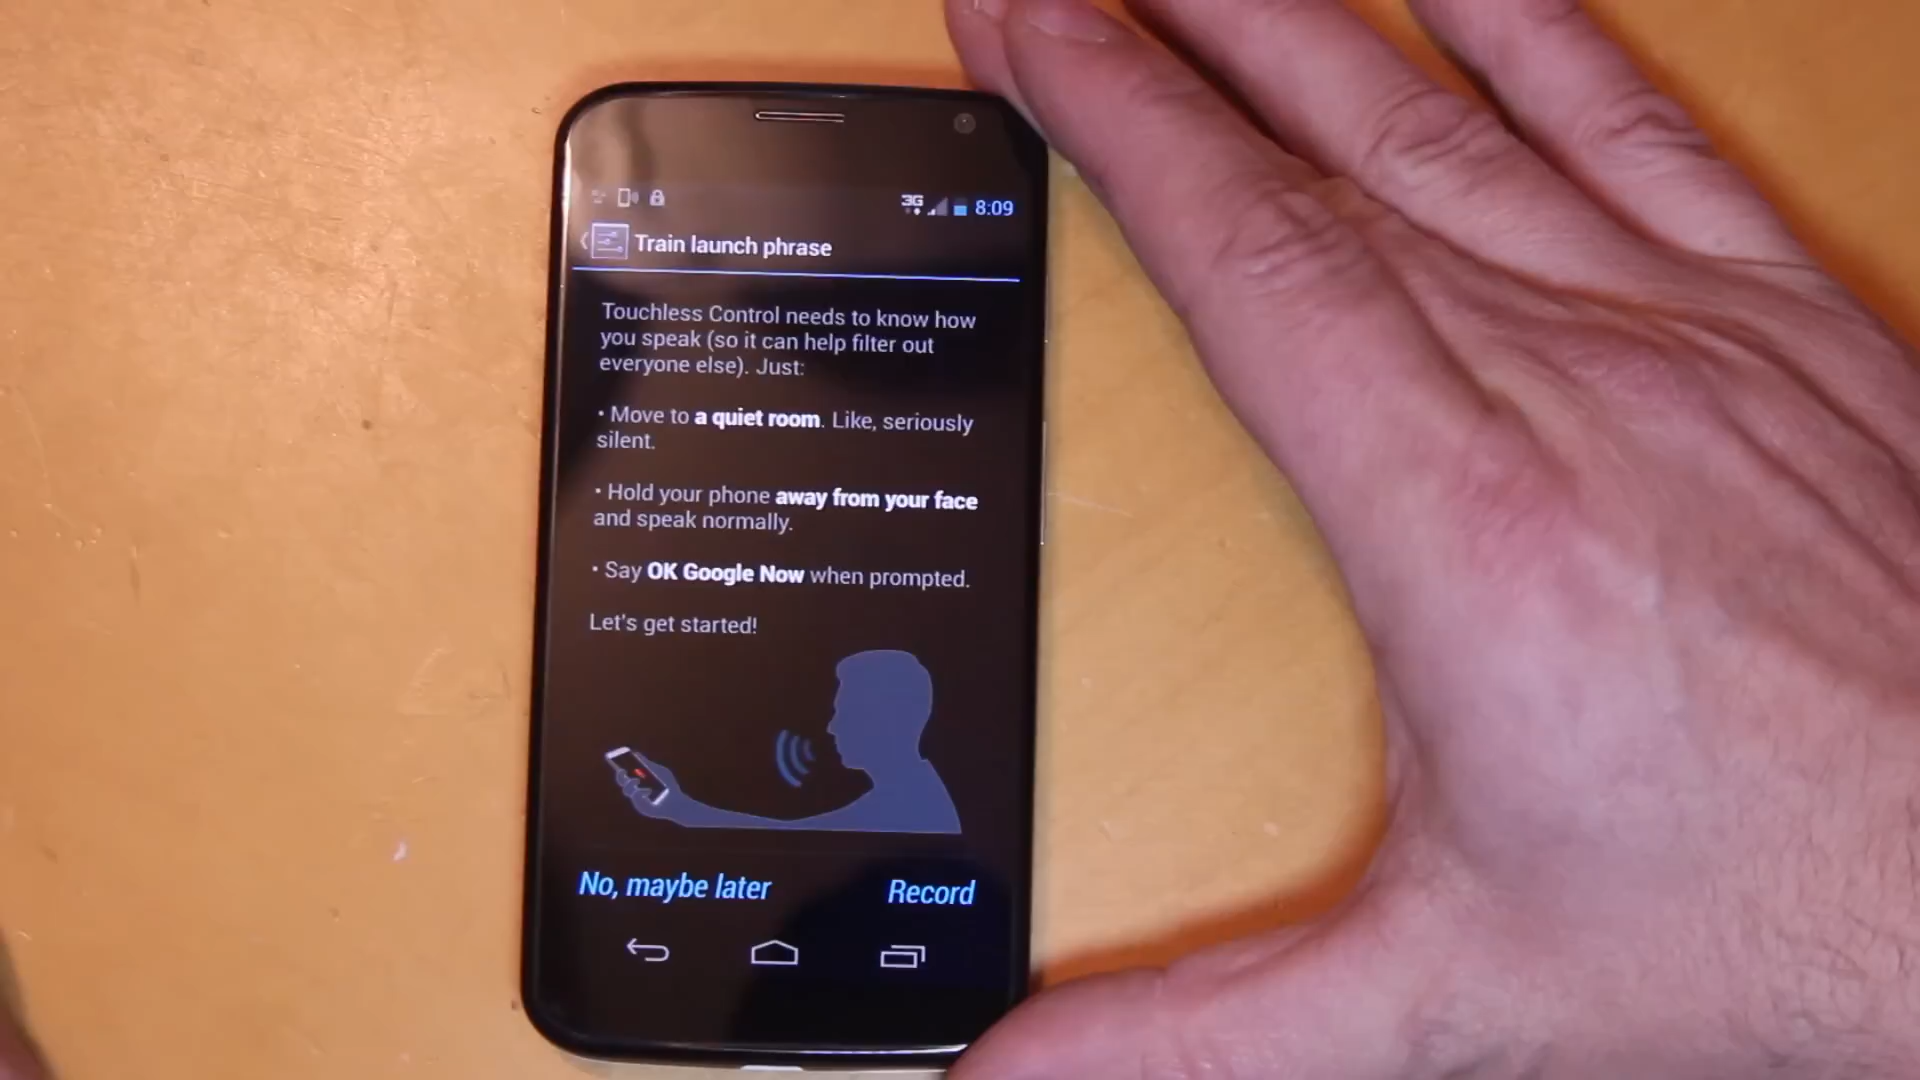 3G 8:09
Train launch phrase
Touchless Control needs to know how
you speak (so it can help filter out
everyone else). Just:
• Move to a quiet room. Like, seriously
silent.
• Hold your phone away from your face
and speak normally.
• Say OK Google Now when prompted.
Let's get started!
No, maybe later Record